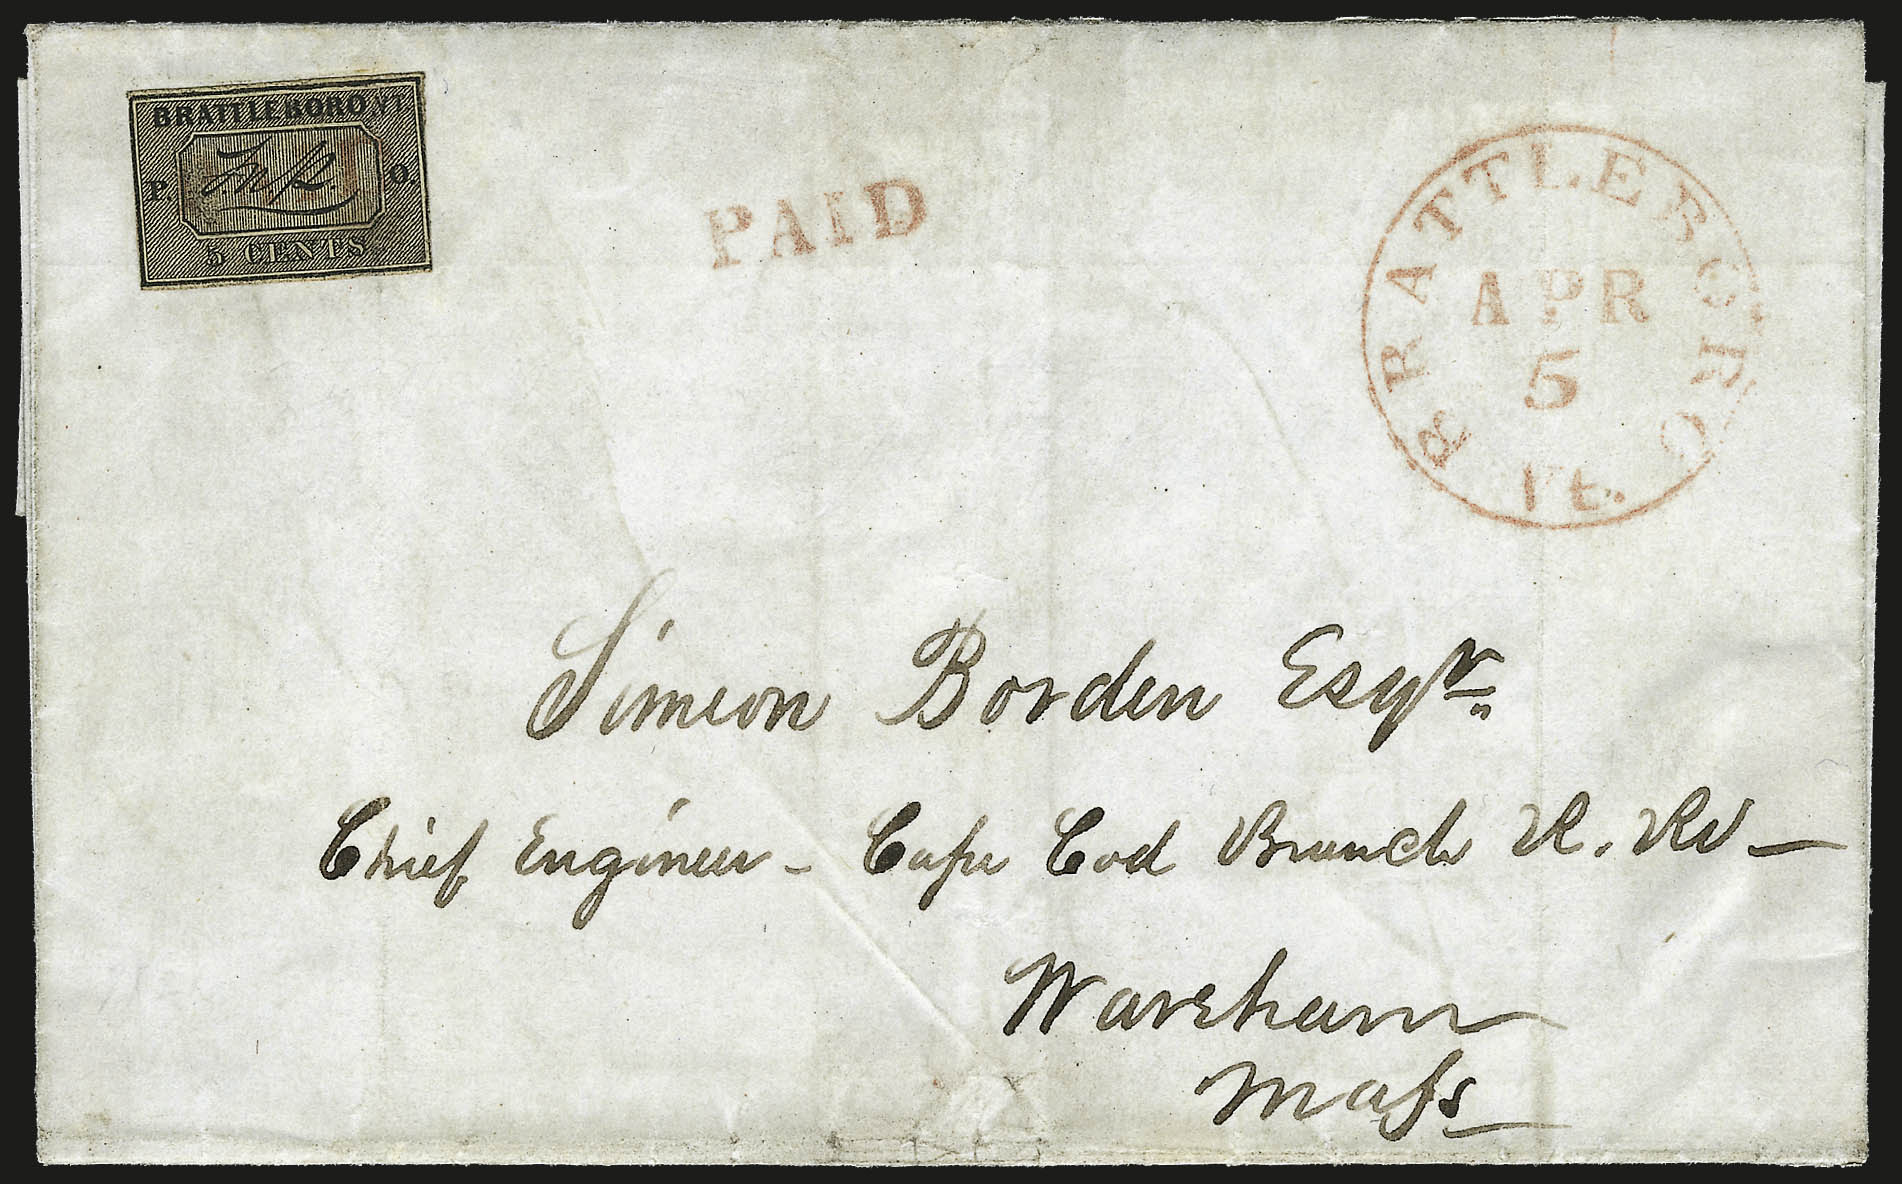 BRATTLEBORO, VT.
P. O.
5 CENTS.
PAID
BRATTLEBORO
APR
5
Vt.
Simeon Borden Esqr.
Chief Engineer - Cape Cod Branch R. Rd —
Wareham
Mass